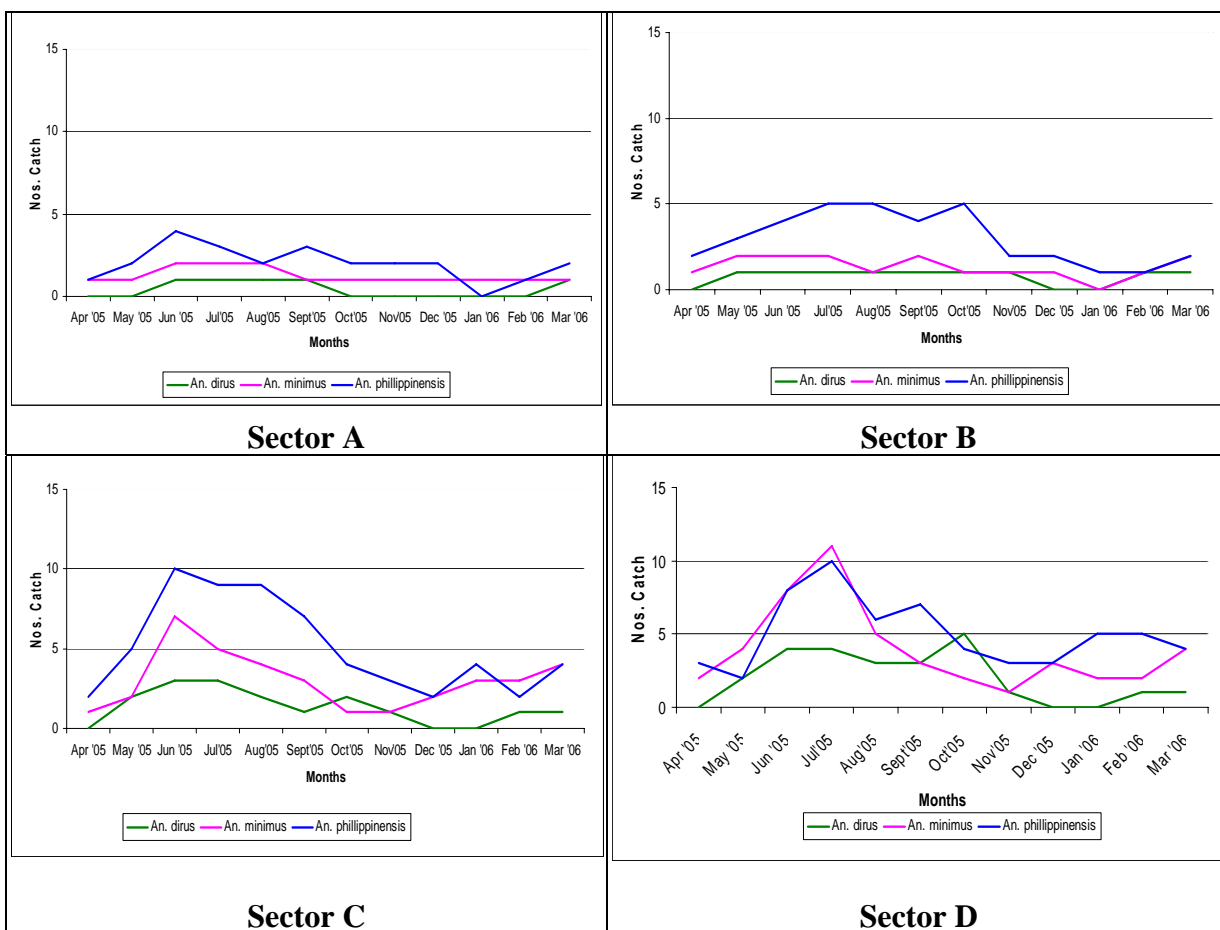 15
10
5
0
Nos. Catch
Apr '05 May '05 Jun '05 Jul'05 Aug'05 Sept'05 Oct'05 Nov'05 Dec '05 Jan '06 Feb '06 Mar '06
Months
An. dirus An. minimus An. phillippinensis
Sector A
15
10
5
0
Nos. Catch
Apr '05 May '05 Jun '05 Jul'05 Aug'05 Sept'05 Oct'05 Nov'05 Dec '05 Jan '06 Feb '06 Mar '06
Months
An. dirus An. minimus An. phillippinensis
Sector B
15
10
5
0
Nos. Catch
Apr '05 May '05 Jun '05 Jul'05 Aug'05 Sept'05 Oct'05 Nov'05 Dec '05 Jan '06 Feb '06 Mar '06
Months
An. dirus An. minimus An. phillippinensis
Sector C
15
10
5
0
Nos. Catch
Apr '05 May '05 Jun '05 Jul'05 Aug'05 Sept'05 Oct'05 Nov'05 Dec '05 Jan '06 Feb '06 Mar '06
Months
An. dirus An. minimus An. phillippinensis
Sector D